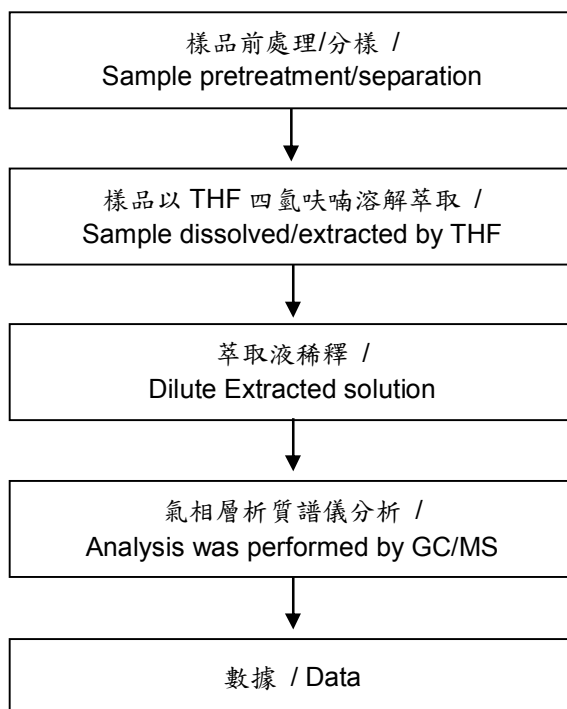 樣品前處理/分樣 /
Sample pretreatment/separation
樣品以 THF 四氫呋喃溶解萃取 /
Sample dissolved/extracted by THF
萃取液稀釋 /
Dilute Extracted solution
氣相層析質譜儀分析 /
Analysis was performed by GC/MS
數據 / Data